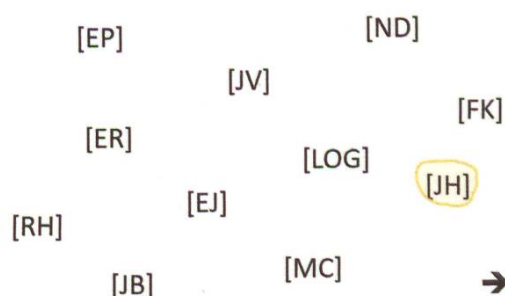 [ND]
[EP]
[JV]
[FK]
[ER]
[LOG]
[JH]
[EJ]
[RH]
[MC]
[JB]
➔